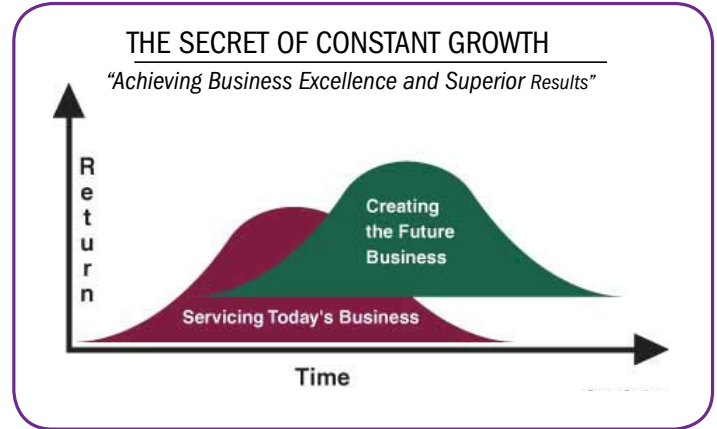 THE SECRET OF CONSTANT GROWTH
“Achieving Business Excellence and Superior Results”
Return
Creating
the Future
Business
Servicing Today's Business
Time